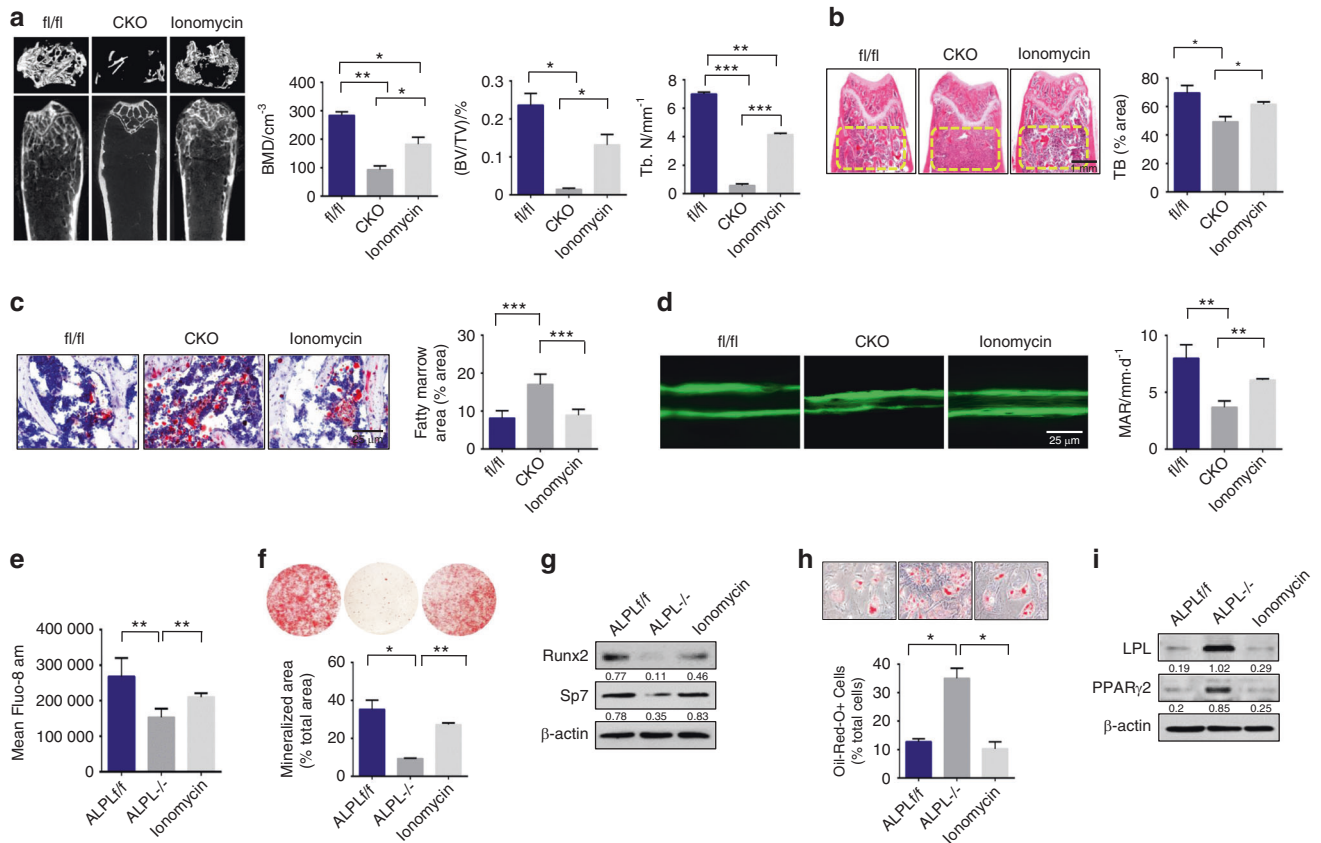 a
fl/fl CKO Ionomycin
BMD/cm-3
400
300
200
100
0
* ** *
fl/fl CKO Ionomycin
(BV/TV)/%
0.3
0.2
0.1
0
* *
fl/fl CKO Ionomycin
Tb. N/mm-1
8
6
4
2
0
** *** ***
fl/fl CKO Ionomycin
b
fl/fl CKO Ionomycin
TB (% area)
80
60
40
20
0
* *
fl/fl CKO Ionomycin
c
fl/fl CKO Ionomycin
25 μm
Fatty marrow
area (% area)
30
20
10
0
*** ***
fl/fl CKO Ionomycin
d
fl/fl CKO Ionomycin
25 μm
MAR/mm·d-1
10
5
0
** **
fl/fl CKO Ionomycin
e
Mean Fluo-8 am
400 000
300 000
200 000
100 000
0
** **
ALPLf/f ALPL-/- Ionomycin
f
Mineralized area
(% total area)
60
40
20
0
* **
ALPLf/f ALPL-/- Ionomycin
g
ALPLf/f ALPL-/- Ionomycin
Runx2
0.77 0.11 0.46
Sp7
0.78 0.35 0.83
β-actin
h
Oil-Red-O+ Cells
(% total cells)
40
30
20
10
0
* *
ALPLf/f ALPL-/- Ionomycin
i
ALPLf/f ALPL-/- Ionomycin
LPL
0.19 1.02 0.29
PPARγ2
0.2 0.85 0.25
β-actin